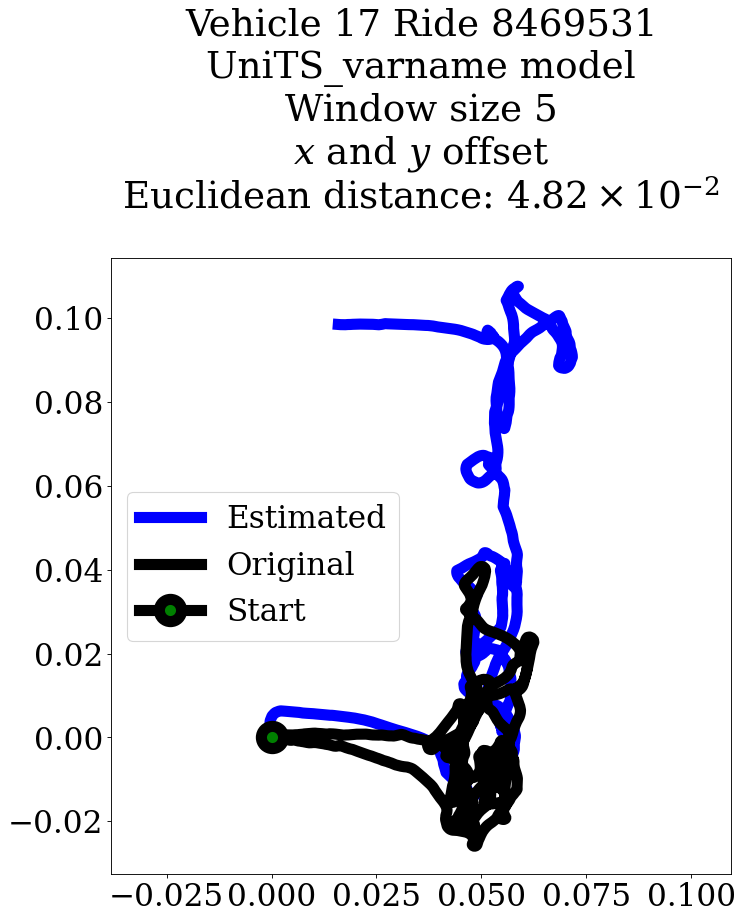 Vehicle 17 Ride 8469531
UniTS_varname model
Window size 5
x and y offset
Euclidean distance: 4.82 × 10⁻²
0.10
0.08
0.06
0.04
0.02
0.00
−0.02
Estimated
Original
Start
−0.025 0.000 0.025 0.050 0.075 0.100